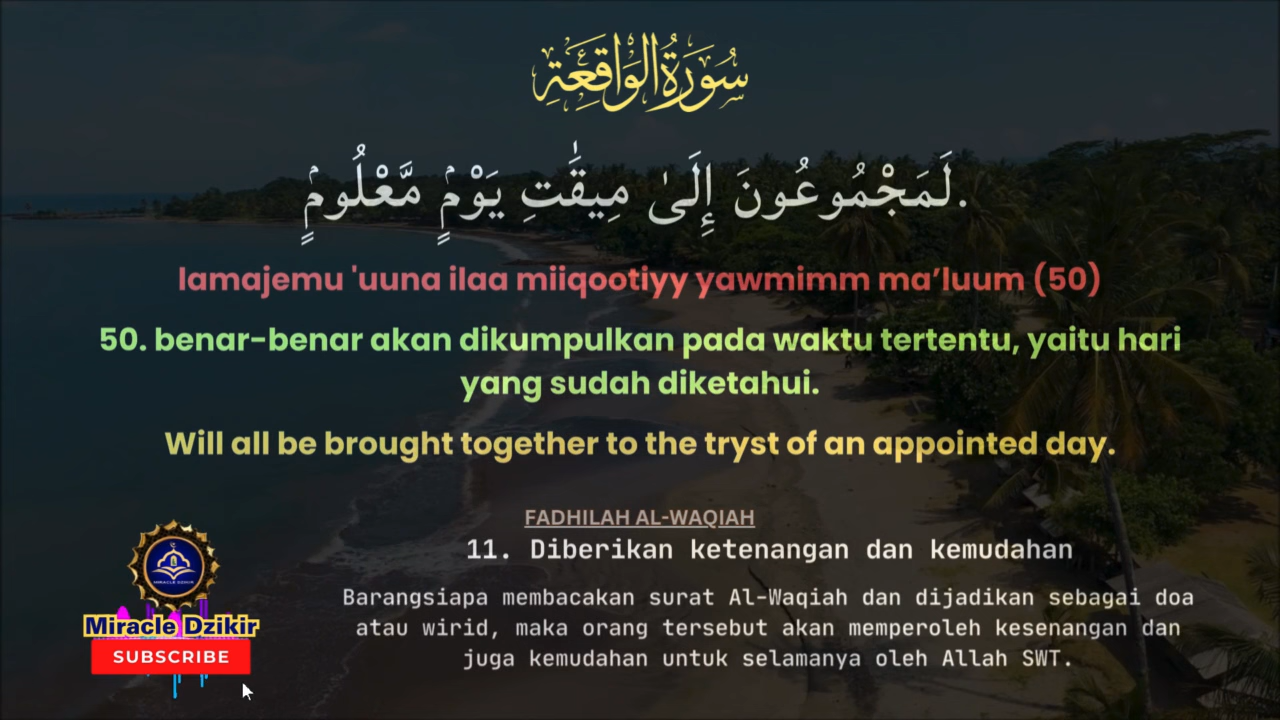 سُورَةُ الْوَاقِعَةِ
لَمَجْمُوعُونَ إِلَىٰ مِيقَٰتِ يَوْمٍۢ مَّعْلُومٍۢ.
lamajemu 'uuna ilaa miiqootiyy yawmimm ma’luum (50)
50. benar-benar akan dikumpulkan pada waktu tertentu, yaitu hari
yang sudah diketahui.
Will all be brought together to the tryst of an appointed day.
FADHILAH AL-WAQIAH
11. Diberikan ketenangan dan kemudahan
Barangsiapa membacakan surat Al-Waqiah dan dijadikan sebagai doa
atau wirid, maka orang tersebut akan memperoleh kesenangan dan
juga kemudahan untuk selamanya oleh Allah SWT.
MIRACLE DZIKIR
Miracle Dzikir
SUBSCRIBE